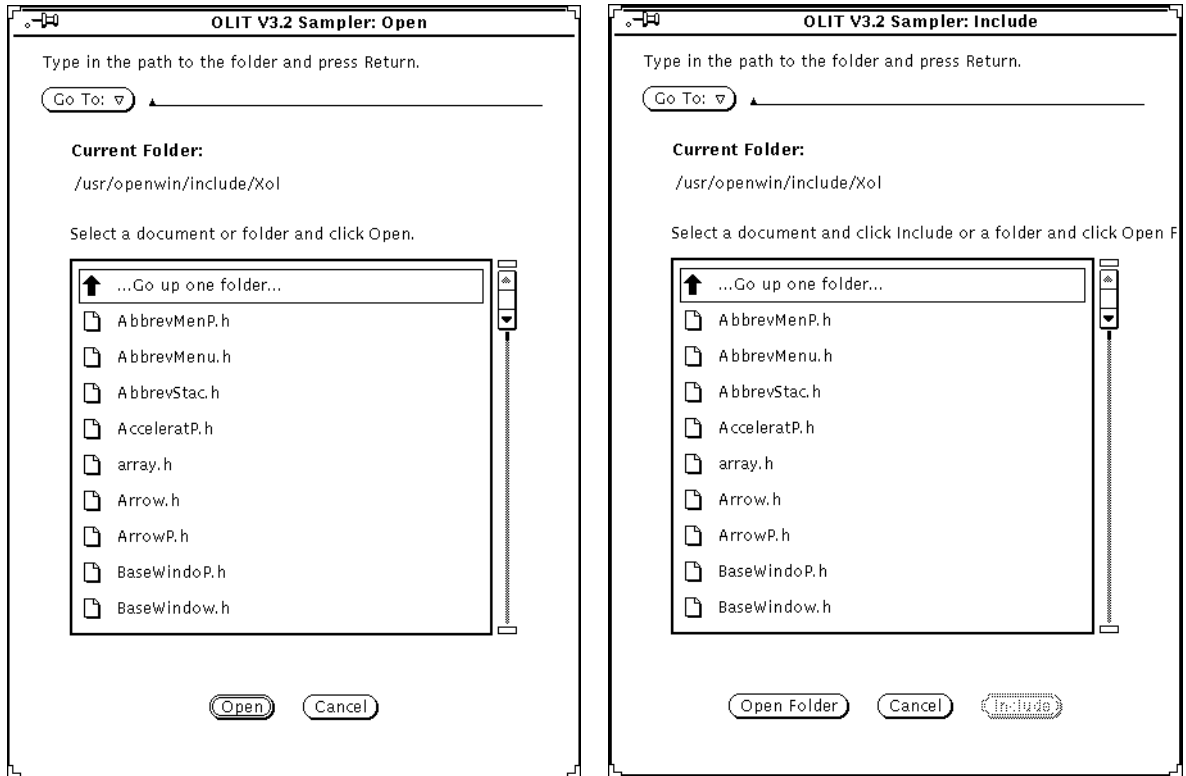 OLIT V3.2 Sampler: Open
Type in the path to the folder and press Return.
Go To:
Current Folder:
/usr/openwin/include/Xol
Select a document or folder and click Open.
...Go up one folder...
AbbrevMenP.h
AbbrevMenu.h
AbbrevStac.h
AcceleratP.h
array.h
Arrow.h
ArrowP.h
BaseWindoP.h
BaseWindow.h
Open
Cancel
OLIT V3.2 Sampler: Include
Type in the path to the folder and press Return.
Go To:
Current Folder:
/usr/openwin/include/Xol
Select a document and click Include or a folder and click Open F
...Go up one folder...
AbbrevMenP.h
AbbrevMenu.h
AbbrevStac.h
AcceleratP.h
array.h
Arrow.h
ArrowP.h
BaseWindoP.h
BaseWindow.h
Open Folder
Cancel
Include